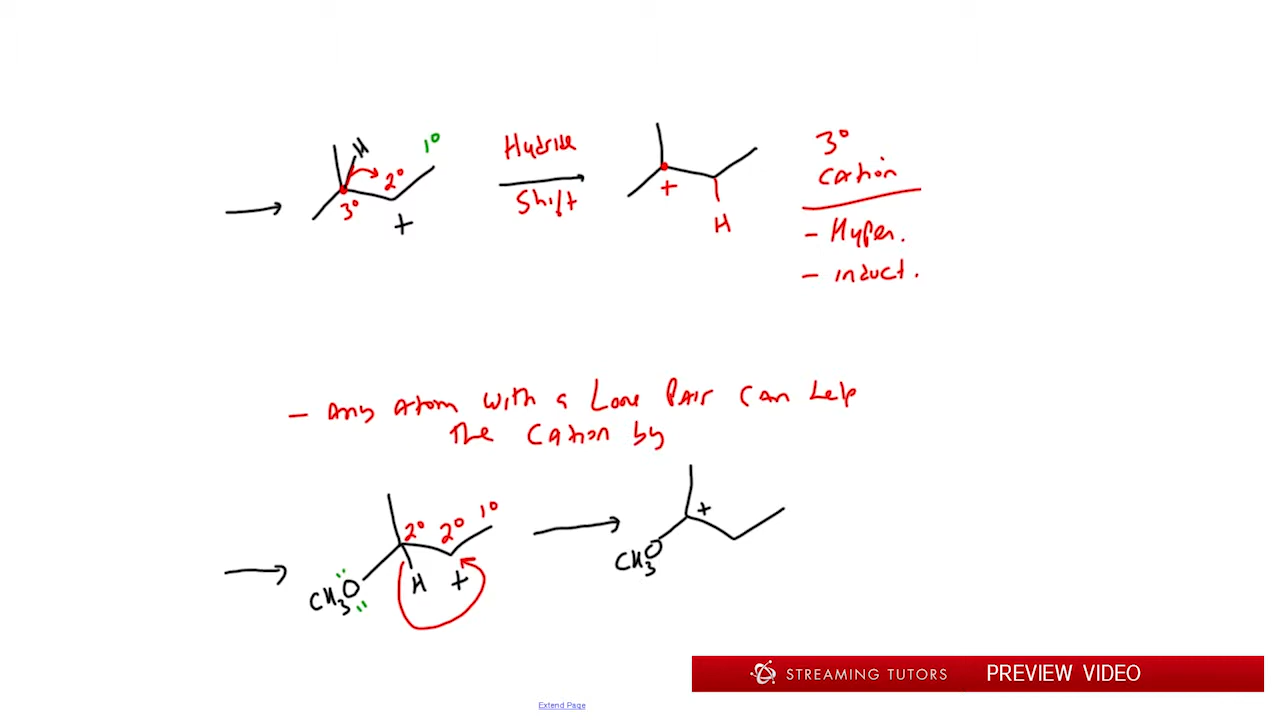 H
1°
2°
3°
+
Hydride
Shift
+
H
3°
cation
- Hyper.
- induct.
- Any Atom with a Lone Pair can help
the cation by
2° 2° 1°
H +
CH3O
+
CH3O
STREAMING TUTORS PREVIEW VIDEO
Extend Page